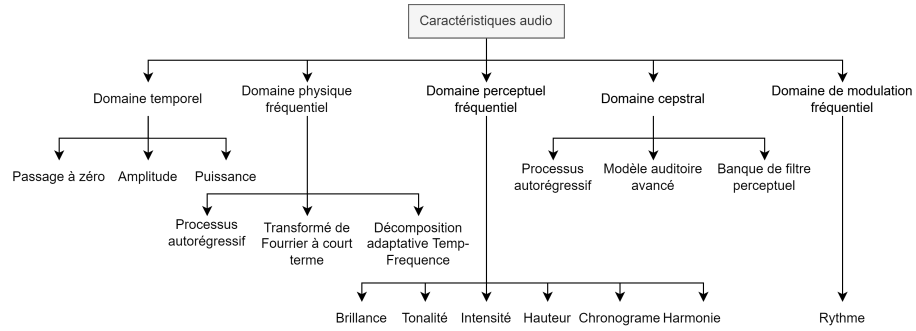 Caractéristiques audio
Domaine temporel
Domaine physique
fréquentiel
Domaine perceptuel
fréquentiel
Domaine cepstral
Domaine de modulation
fréquentiel
Passage à zéro
Amplitude
Puissance
Processus
autorégressif
Modèle auditoire
avancé
Banque de filtre
perceptuel
Processus
autorégressif
Transformé de
Fourrier à court
terme
Décomposition
adaptative Temp-
Frequence
Brillance
Tonalité
Intensité
Hauteur
Chronograme
Harmonie
Rythme